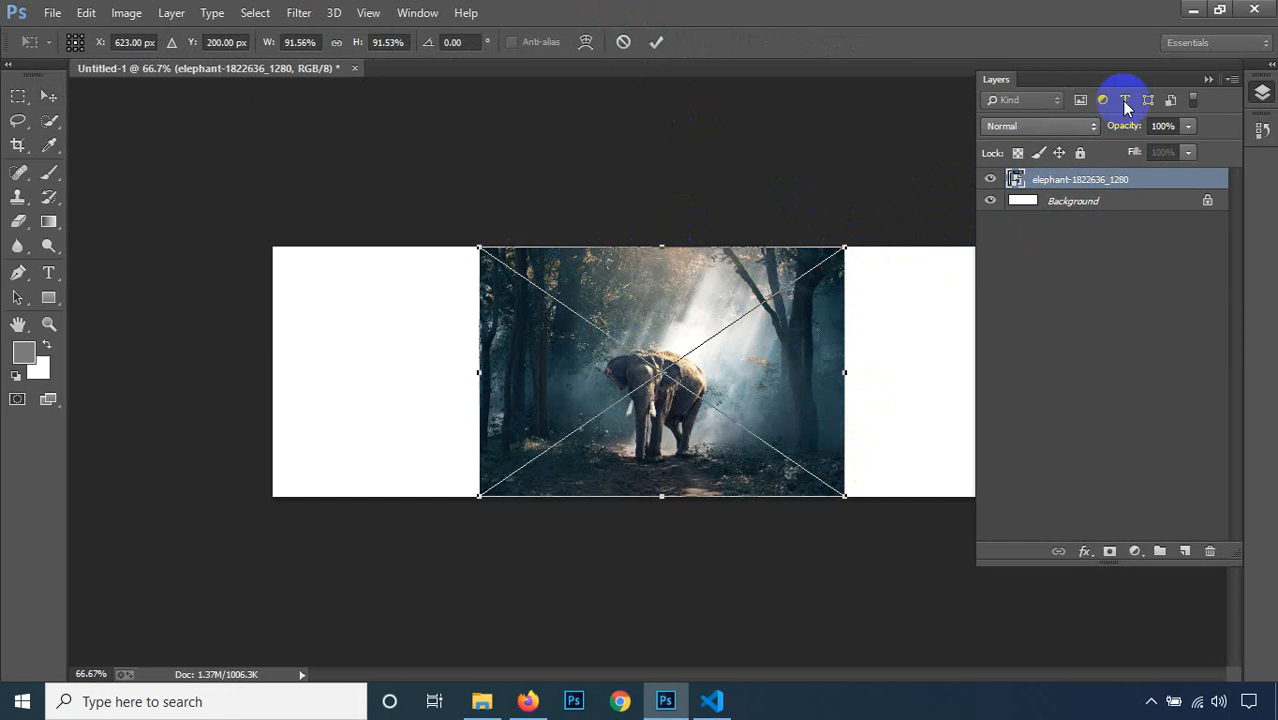 Ps File Edit Image Layer Type Select Filter 3D View Window Help
X: 623.00 px Y: 200.00 px W: 91.56% H: 91.53% 0.00 ° Anti-alias Essentials
Untitled-1 @ 66.7% (elephant-1822636_1280, RGB/8) * ×
Layers
Kind T
Normal Opacity: 100%
Lock: Fill: 100%
elephant-1822636_1280
Background
T
fx
66.67% Doc: 1.37M/1006.3K
Type here to search Ps Ps